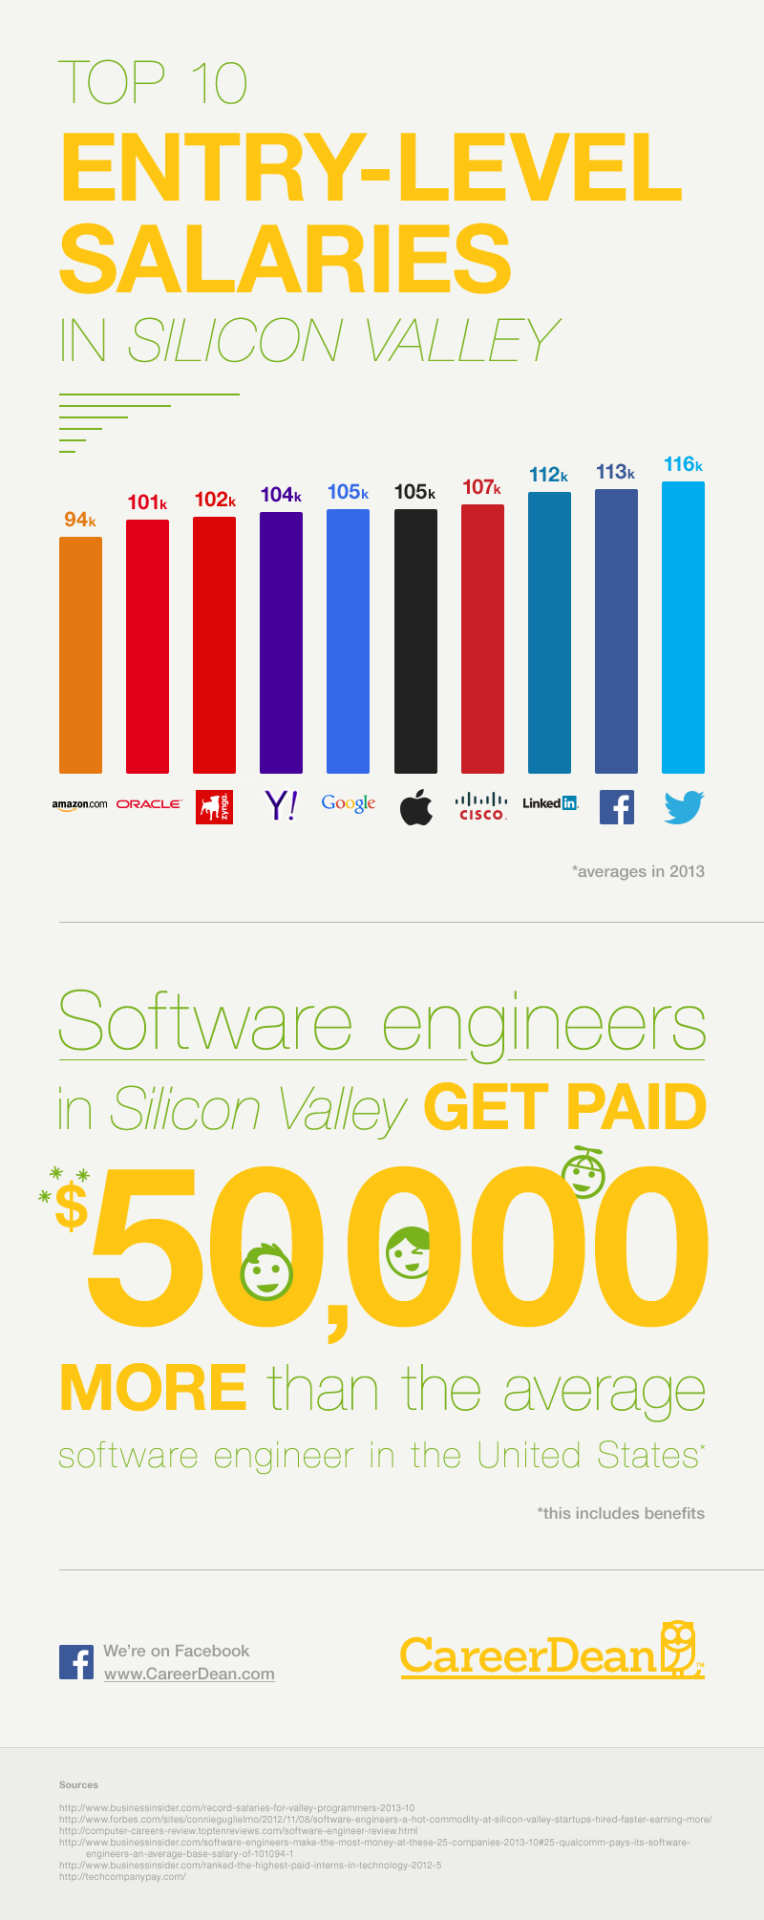 TOP 10
ENTRY-LEVEL
SALARIES
IN SILICON VALLEY
94k 101k 102k 104k 105k 105k 107k 112k 113k 116k
amazon.com ORACLE zynga Y! Google CISCO. Linked in. f
*averages in 2013
Software engineers
in Silicon Valley GET PAID
$50,000
MORE than the average
software engineer in the United States*
*this includes benefits
f We're on Facebook
www.CareerDean.com
CareerDean™
Sources
http://www.businessinsider.com/record-salaries-for-valley-programmers-2013-10
http://www.forbes.com/sites/connieguglielmo/2012/11/08/software-engineers-a-hot-commodity-at-silicon-valley-startups-hired-faster-earning-more/
http://computer-careers-review.toptenreviews.com/software-engineer-review.html
http://www.businessinsider.com/software-engineers-make-the-most-money-at-these-25-companies-2013-10#25-qualcomm-pays-its-software-
engineers-an-average-base-salary-of-101094-1
http://www.businessinsider.com/ranked-the-highest-paid-interns-in-technology-2012-5
http://techcompanypay.com/